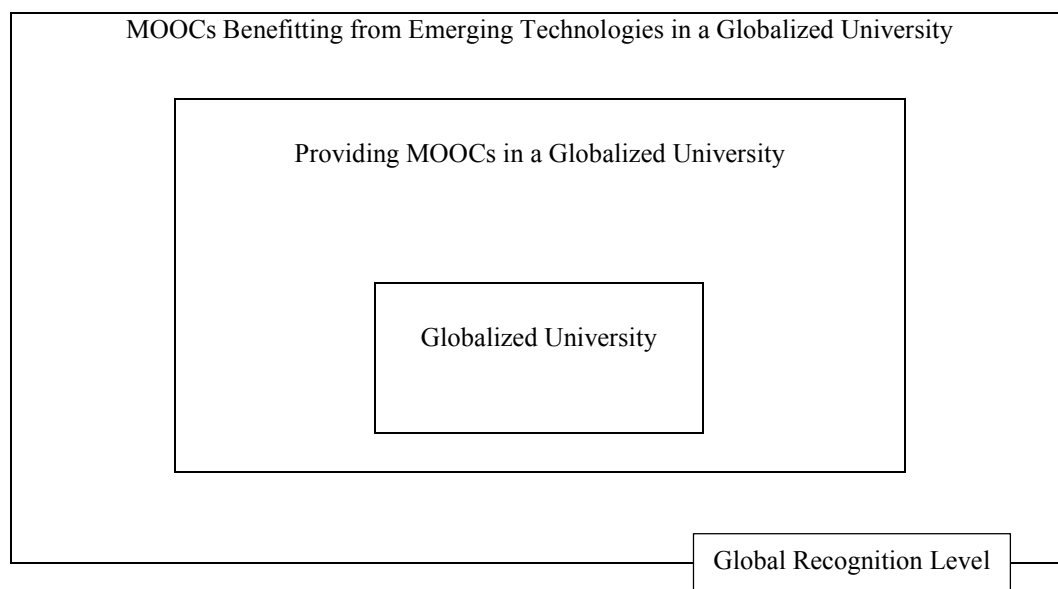 MOOCs Benefitting from Emerging Technologies in a Globalized University
Providing MOOCs in a Globalized University
Globalized University
Global Recognition Level